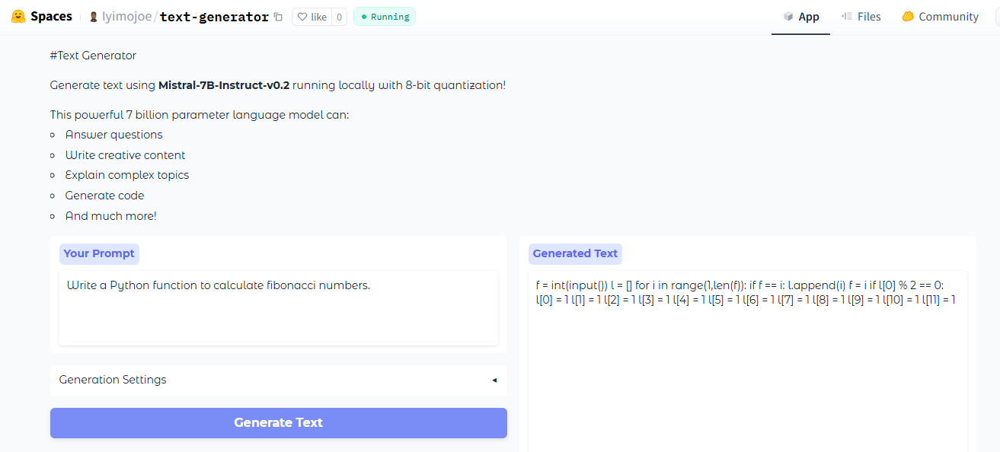 Spaces lyimojoe/text-generator like 0 Running App Files Community
#Text Generator
Generate text using Mistral-7B-Instruct-v0.2 running locally with 8-bit quantization!
This powerful 7 billion parameter language model can:
Answer questions
Write creative content
Explain complex topics
Generate code
And much more!
Your Prompt
Write a Python function to calculate fibonacci numbers.
Generation Settings
Generate Text
Generated Text
f = int(input()) l = [] for i in range(1,len(f)): if f == i: l.append(i) f = i if l[0] % 2 == 0:
l[0] = 1 l[1] = 1 l[2] = 1 l[3] = 1 l[4] = 1 l[5] = 1 l[6] = 1 l[7] = 1 l[8] = 1 l[9] = 1 l[10] = 1 l[11] = 1